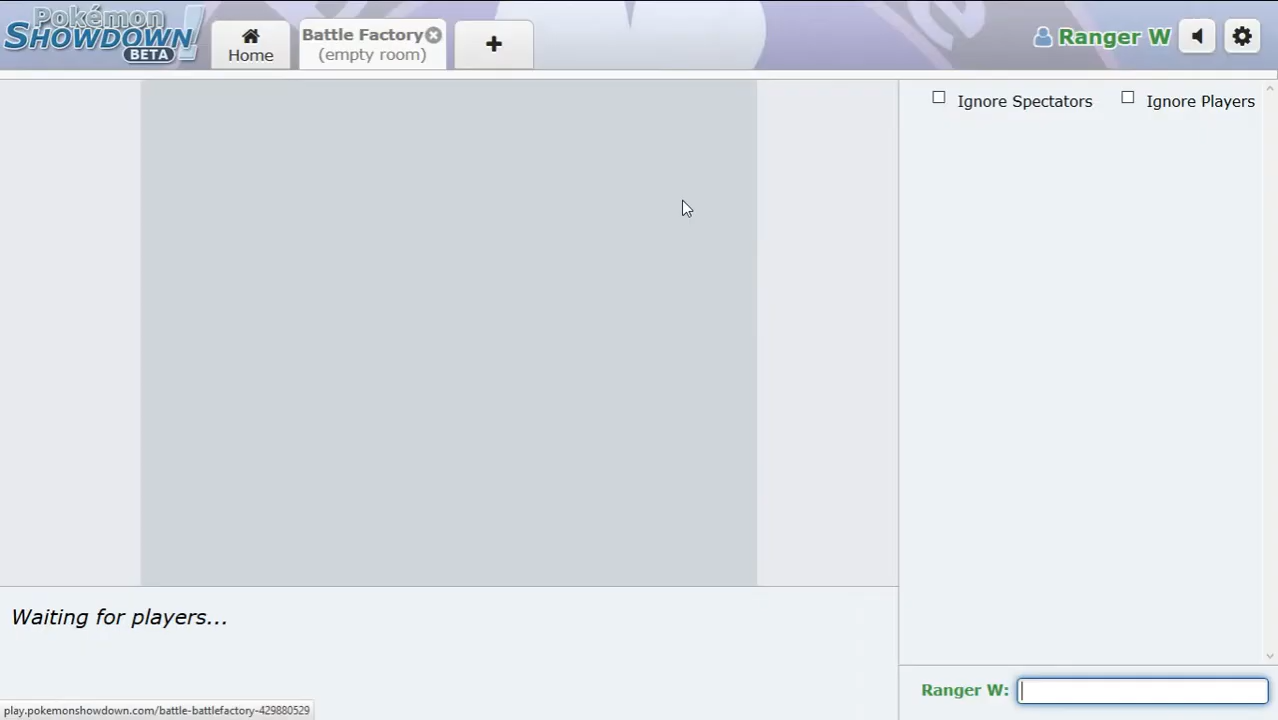 Pokémon
SHOWDOWN!
BETA
Home
Battle Factory
(empty room)
Ranger W
Ignore Spectators
Ignore Players
Waiting for players...
Ranger W:
play.pokemonshowdown.com/battle-battlefactory-429880529